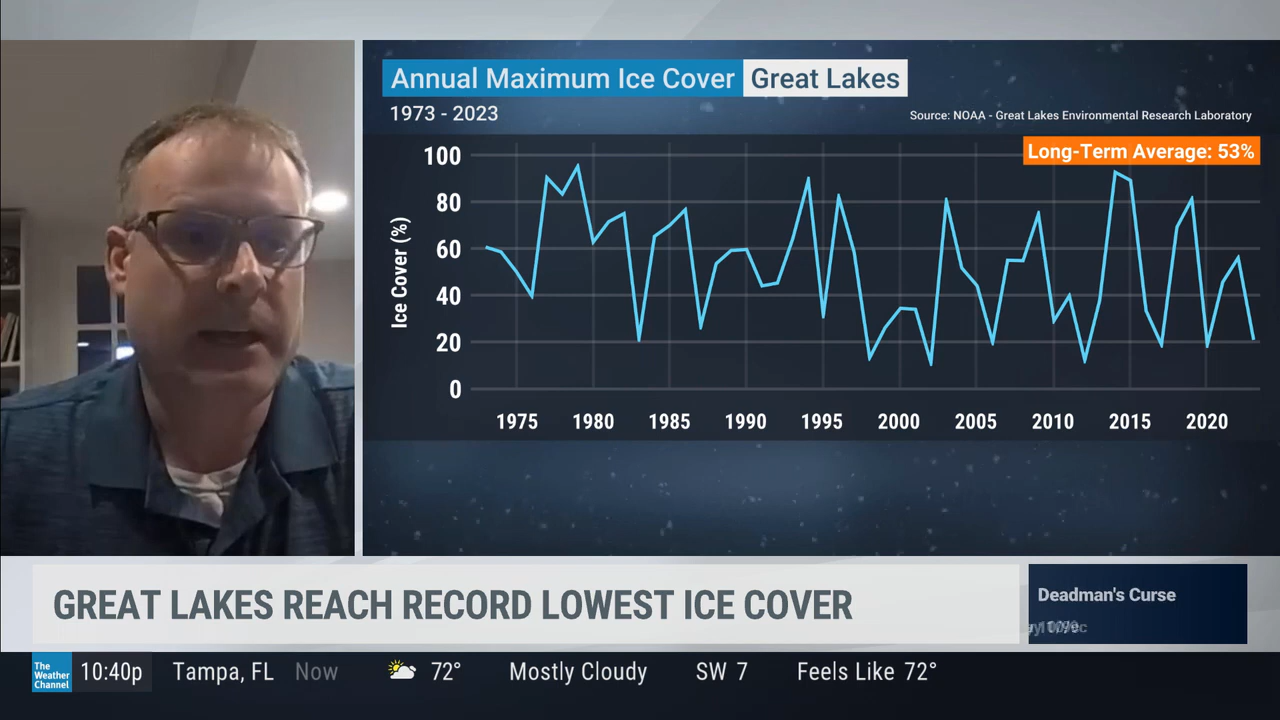 Annual Maximum Ice Cover Great Lakes
1973 - 2023
Source: NOAA - Great Lakes Environmental Research Laboratory
Long-Term Average: 53%
Ice Cover (%)
100
80
60
40
20
0
1975 1980 1985 1990 1995 2000 2005 2010 2015 2020
GREAT LAKES REACH RECORD LOWEST ICE COVER
Deadman's Curse
The
Weather
Channel
10:40p Tampa, FL Now 72° Mostly Cloudy SW 7 Feels Like 72°